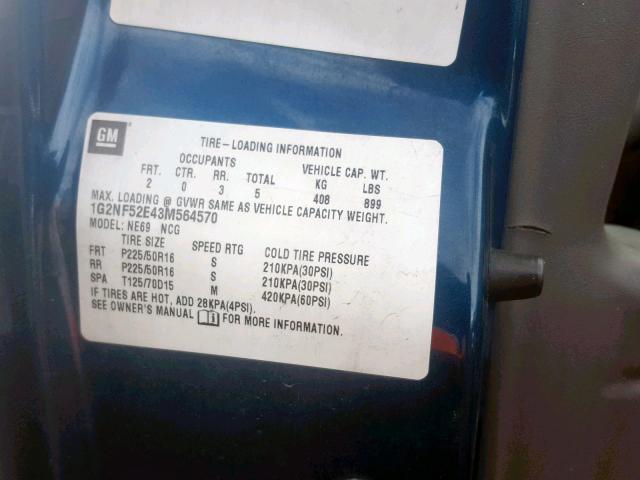 GM
TIRE-LOADING INFORMATION
OCCUPANTS VEHICLE CAP. WT.
FRT. CTR. RR. TOTAL KG LBS
2 0 3 5 408 899
MAX. LOADING @ GVWR SAME AS VEHICLE CAPACITY WEIGHT.
1G2NF52E43M564570
MODEL: NE69 NCG
TIRE SIZE SPEED RTG COLD TIRE PRESSURE
FRT P225/50R16 S 210KPA(30PSI)
RR P225/50R16 S 210KPA(30PSI)
SPA T125/70D15 M 420KPA(60PSI)
IF TIRES ARE HOT, ADD 28KPA(4PSI).
SEE OWNER'S MANUAL FOR MORE INFORMATION.